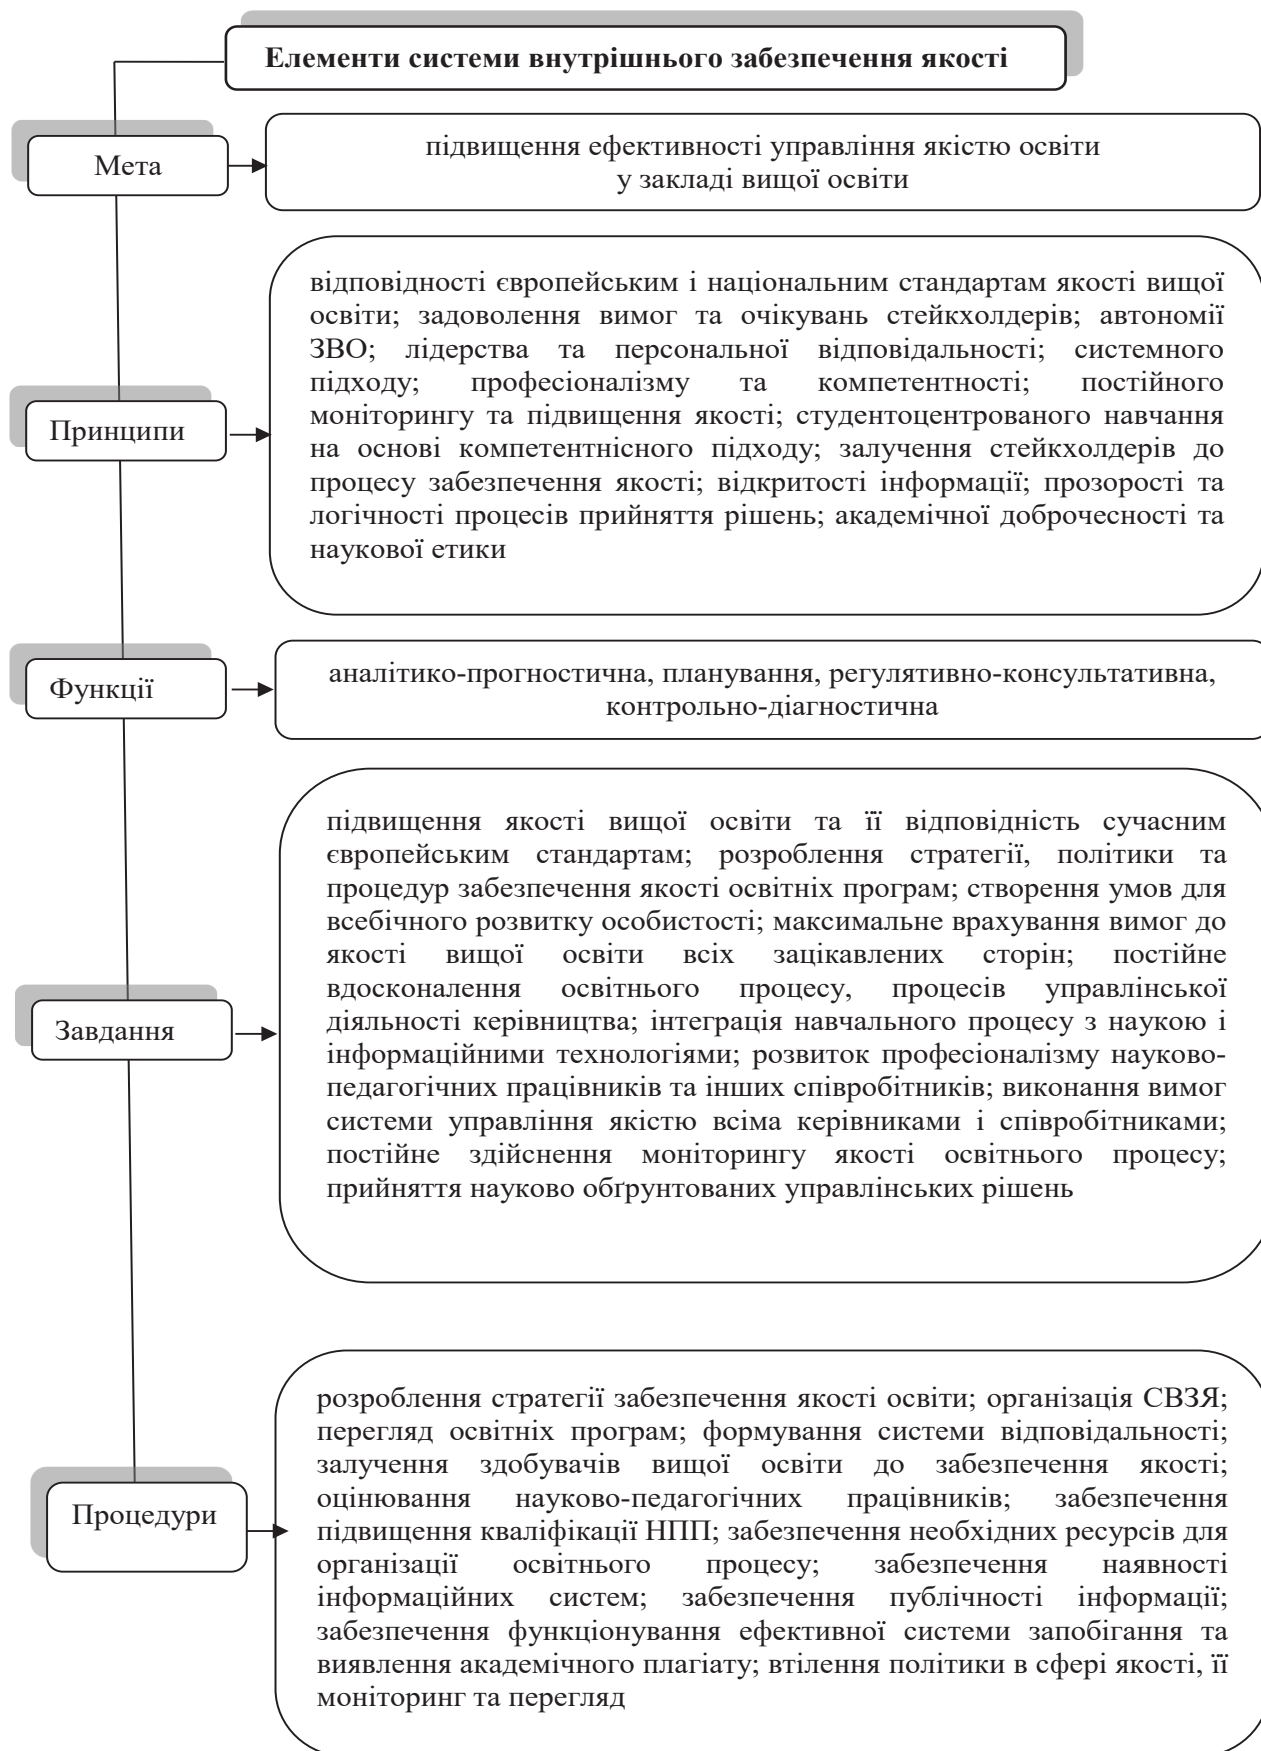 Елементи системи внутрішнього забезпечення якості
Мета
підвищення ефективності управління якістю освіти
у закладі вищої освіти
Принципи
відповідності європейським і національним стандартам якості вищої
освіти; задоволення вимог та очікувань стейкхолдерів; автономії
ЗВО; лідерства та персональної відповідальності; системного
підходу; професіоналізму та компетентності; постійного
моніторингу та підвищення якості; студентоцентрованого навчання
на основі компетентнісного підходу; залучення стейкхолдерів до
процесу забезпечення якості; відкритості інформації; прозорості та
логічності процесів прийняття рішень; академічної доброчесності та
наукової етики
Функції
аналітико-прогностична, планування, регулятивно-консультативна,
контрольно-діагностична
Завдання
підвищення якості вищої освіти та її відповідність сучасним
європейським стандартам; розроблення стратегії, політики та
процедур забезпечення якості освітніх програм; створення умов для
всебічного розвитку особистості; максимальне врахування вимог до
якості вищої освіти всіх зацікавлених сторін; постійне
вдосконалення освітнього процесу, процесів управлінської
діяльності керівництва; інтеграція навчального процесу з наукою і
інформаційними технологіями; розвиток професіоналізму науково-
педагогічних працівників та інших співробітників; виконання вимог
системи управління якістю всіма керівниками і співробітниками;
постійне здійснення моніторингу якості освітнього процесу;
прийняття науково обґрунтованих управлінських рішень
Процедури
розроблення стратегії забезпечення якості освіти; організація СВЗЯ;
перегляд освітніх програм; формування системи відповідальності;
залучення здобувачів вищої освіти до забезпечення якості;
оцінювання науково-педагогічних працівників; забезпечення
підвищення кваліфікації НПП; забезпечення необхідних ресурсів для
організації освітнього процесу; забезпечення наявності
інформаційних систем; забезпечення публічності інформації;
забезпечення функціонування ефективної системи запобігання та
виявлення академічного плагіату; втілення політики в сфері якості, її
моніторинг та перегляд